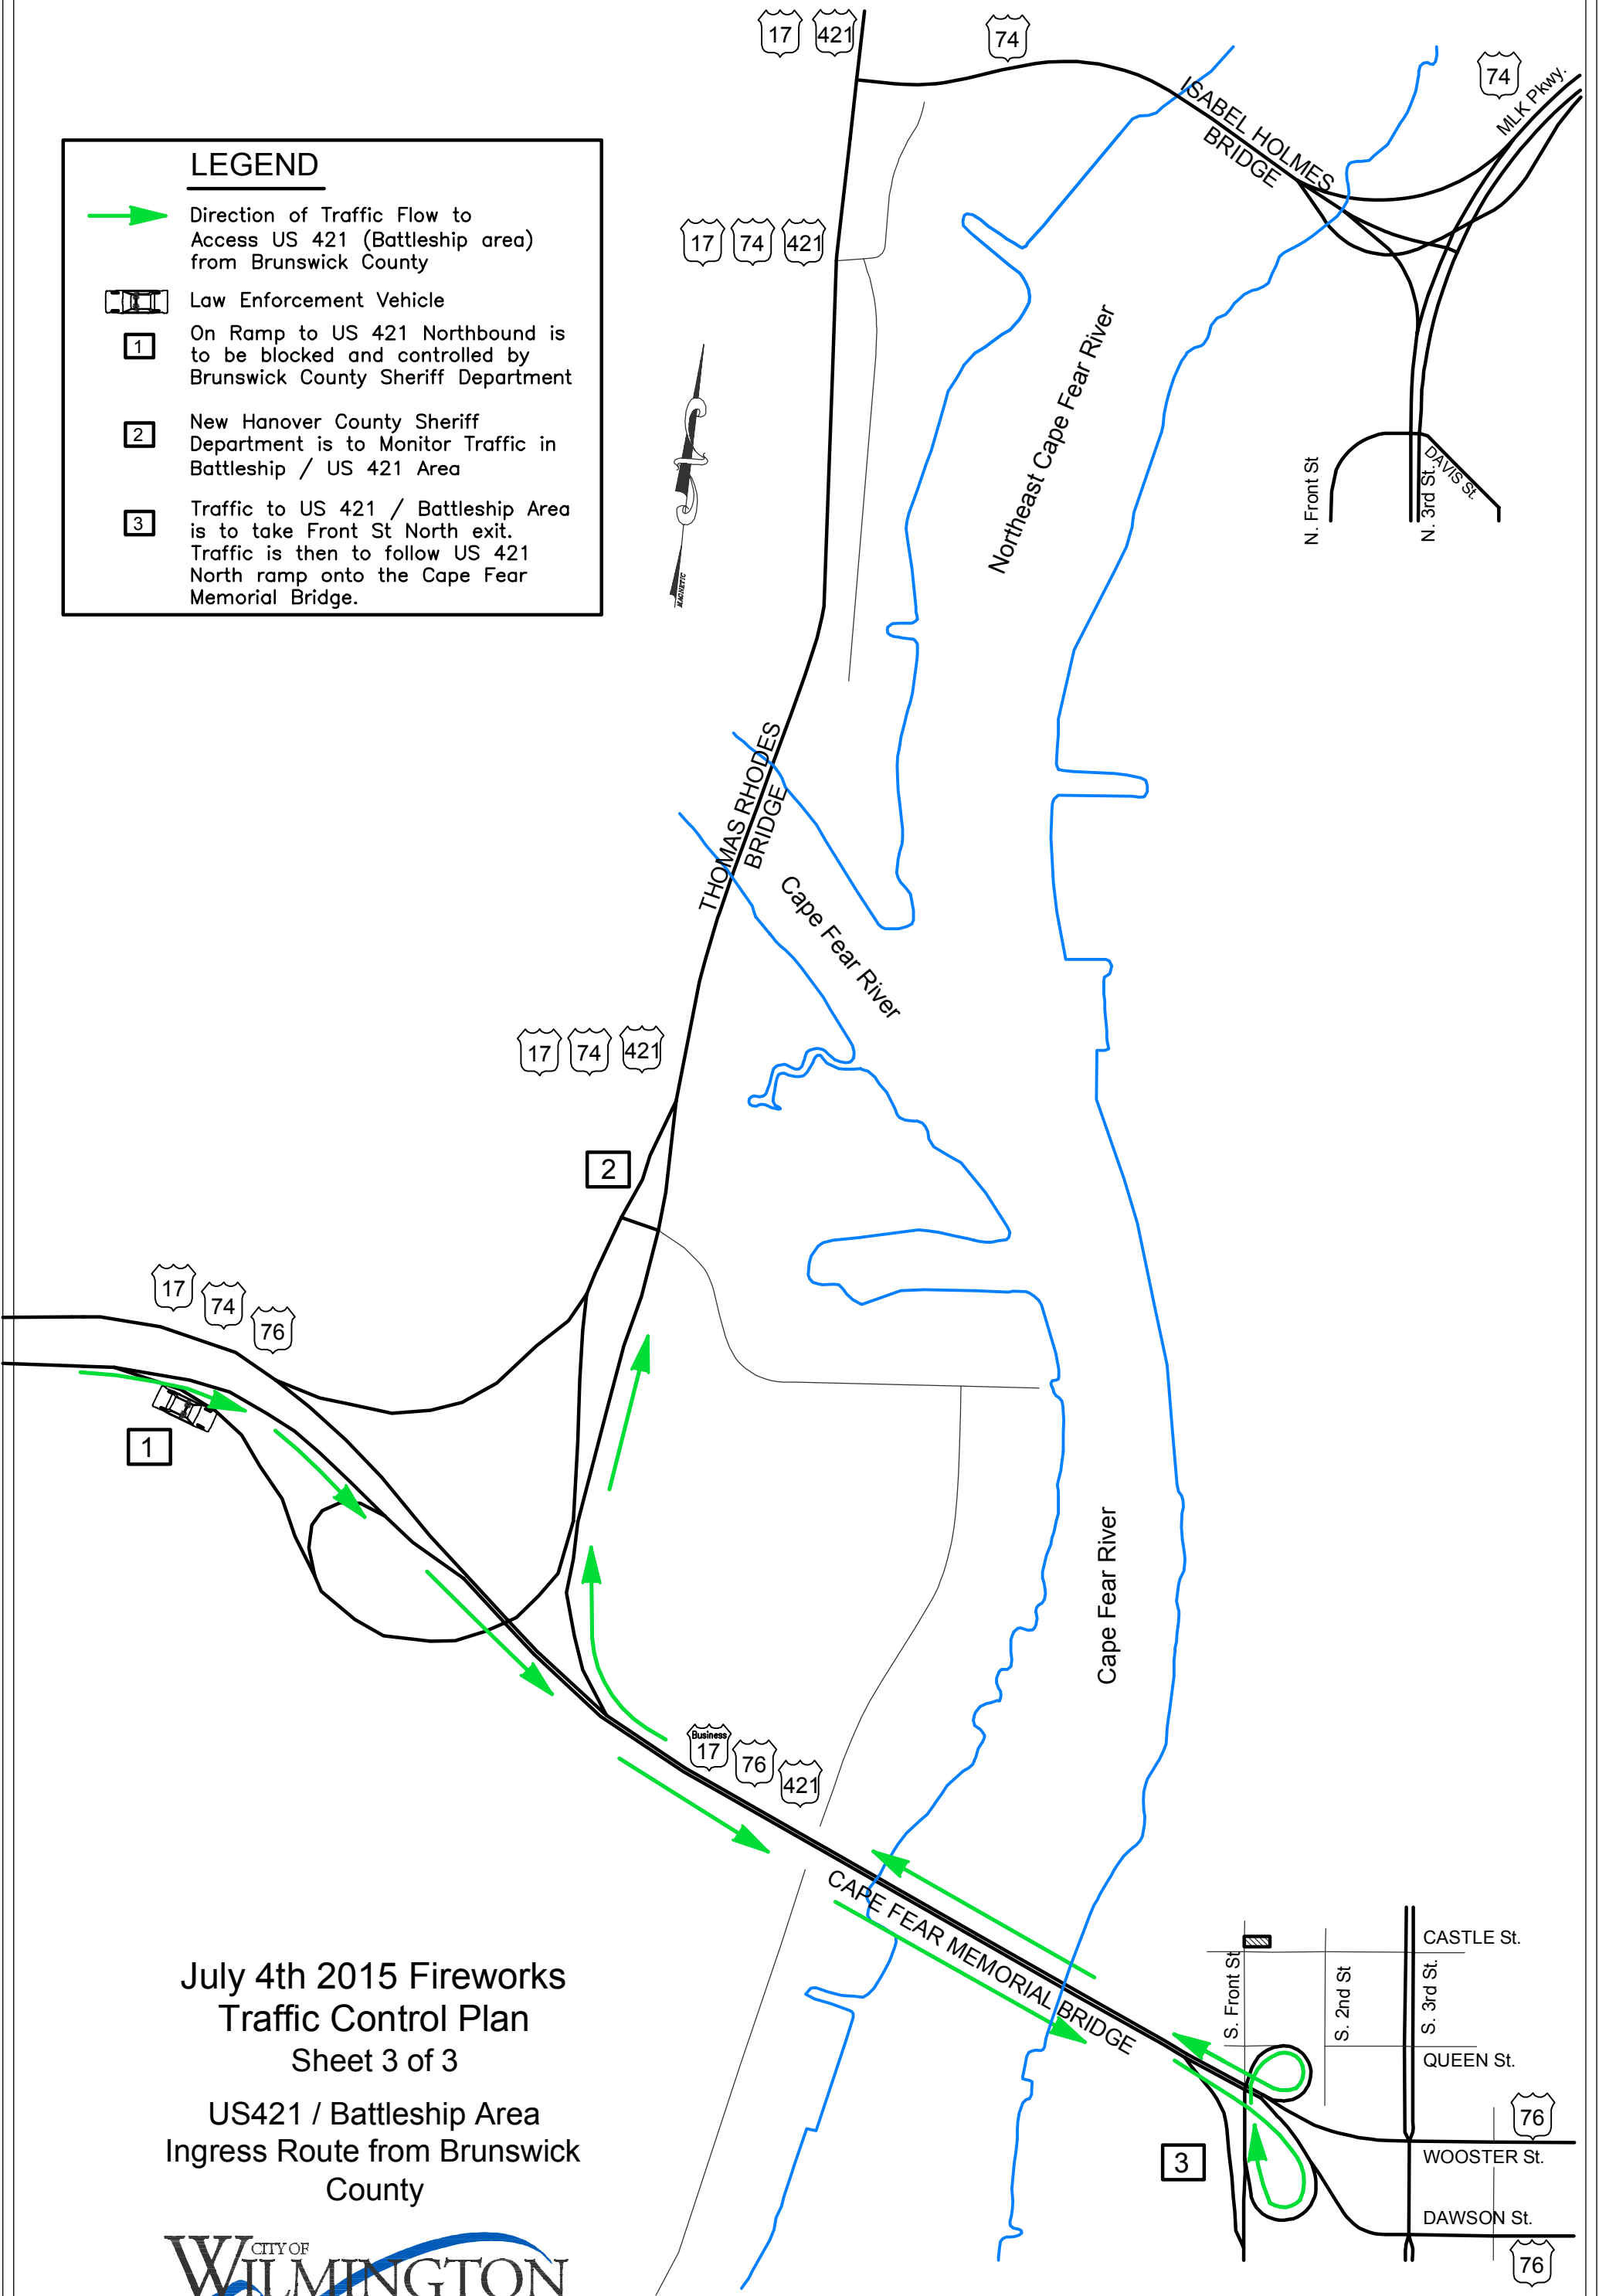 17 421
74
74
MLK Pkwy.
ISABEL HOLMES
BRIDGE
LEGEND
Direction of Traffic Flow to
Access US 421 (Battleship area)
from Brunswick County
Law Enforcement Vehicle
1
On Ramp to US 421 Northbound is
to be blocked and controlled by
Brunswick County Sheriff Department
2
New Hanover County Sheriff
Department is to Monitor Traffic in
Battleship / US 421 Area
3
Traffic to US 421 / Battleship Area
is to take Front St North exit.
Traffic is then to follow US 421
North ramp onto the Cape Fear
Memorial Bridge.
17 74 421
Northeast Cape Fear River
MAGNETIC
N. Front St
N. 3rd St.
DAVIS St.
THOMAS RHODES
BRIDGE
Cape Fear River
17 74 421
2
17
74
76
1
Cape Fear River
Business
17
76
421
CAPE FEAR MEMORIAL BRIDGE
S. Front St
S. 2nd St
S. 3rd St.
CASTLE St.
QUEEN St.
76
WOOSTER St.
3
DAWSON St.
76
July 4th 2015 Fireworks
Traffic Control Plan
Sheet 3 of 3
US421 / Battleship Area
Ingress Route from Brunswick
County
CITY OF
WILMINGTON